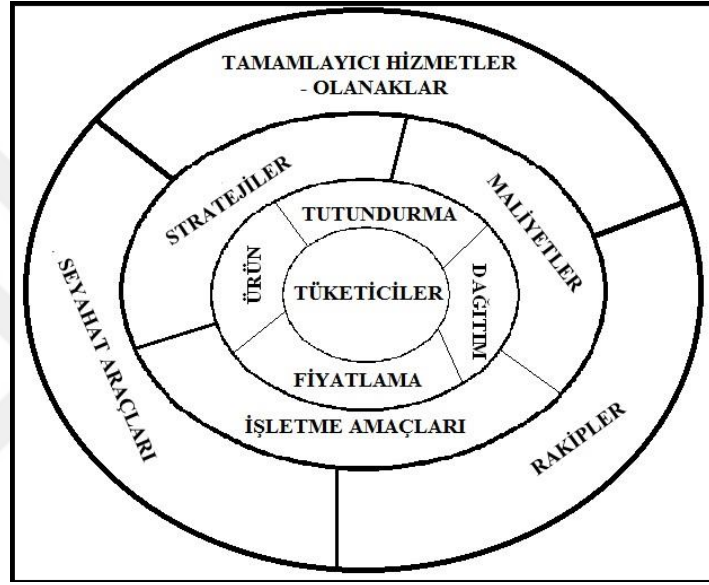 TAMAMLAYICI HİZMETLER
- OLANAKLAR
STRATEJİLER
MALİYETLER
TUTUNDURMA
ÜRÜN
TÜKETİCİLER
DAĞITIM
SEYAHAT ARAÇLARI
FİYATLAMA
İŞLETME AMAÇLARI
RAKİPLER